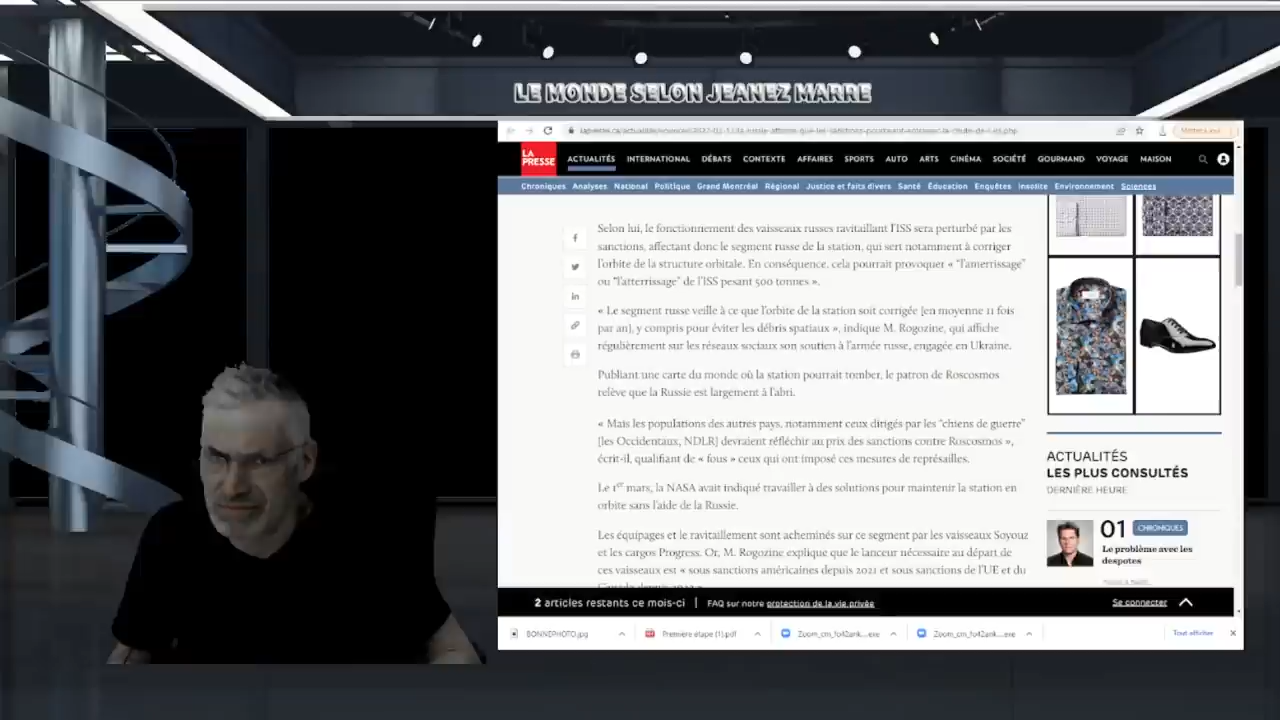 LE MONDE SELON JEANEZ MARRE
LA PRESSE
ACTUALITÉS INTERNATIONAL DÉBATS CONTEXTE AFFAIRES SPORTS AUTO ARTS CINÉMA SOCIÉTÉ GOURMAND VOYAGE MAISON
Chroniques Analyses National Politique Grand Montréal Régional Justice et faits divers Santé Éducation Enquêtes Insolite Environnement Sciences
Selon lui, le fonctionnement des vaisseaux russes ravitaillant l'ISS sera perturbé par les
sanctions, affectant donc le segment russe de la station, qui sert notamment à corriger
l'orbite de la structure orbitale. En conséquence, cela pourrait provoquer « "l'amerrissage"
ou "l'atterrissage" de l'ISS pesant 500 tonnes ».
« Le segment russe veille à ce que l'orbite de la station soit corrigée [en moyenne 11 fois
par an], y compris pour éviter les débris spatiaux », indique M. Rogozine, qui affiche
régulièrement sur les réseaux sociaux son soutien à l'armée russe, engagée en Ukraine.
Publiant une carte du monde où la station pourrait tomber, le patron de Roscosmos
relève que la Russie est largement à l'abri.
« Mais les populations des autres pays, notamment ceux dirigés par les "chiens de guerre"
[les Occidentaux, NDLR] devraient réfléchir au prix des sanctions contre Roscosmos »,
écrit-il, qualifiant de « fous » ceux qui ont imposé ces mesures de représailles.
Le 1er mars, la NASA avait indiqué travailler à des solutions pour maintenir la station en
orbite sans l'aide de la Russie.
Les équipages et le ravitaillement sont acheminés sur ce segment par les vaisseaux Soyouz
et les cargos Progress. Or, M. Rogozine explique que le lanceur nécessaire au départ de
ces vaisseaux est « sous sanctions américaines depuis 2021 et sous sanctions de l'UE et du
ACTUALITÉS
LES PLUS CONSULTÉS
DERNIÈRE HEURE
01 CHRONIQUES
Le problème avec les
despotes
2 articles restants ce mois-ci | FAQ sur notre protection de la vie privée
Se connecter
BONNEPHOTO.jpg
Première étape (1).pdf
Zoom_cm_fo42ank....exe
Zoom_cm_fo42ank....exe
Tout afficher